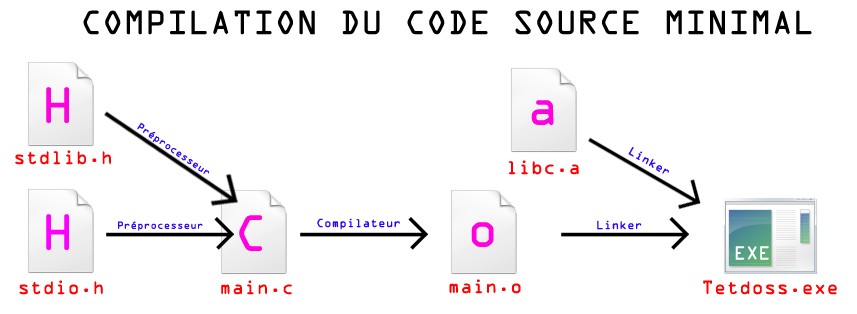 COMPILATION DU CODE SOURCE MINIMAL
H
stdlib.h
Préprocesseur
a
libc.a
Linker
H
stdio.h
Préprocesseur
C
main.c
Compilateur
o
main.o
Linker
EXE
Tetdoss.exe